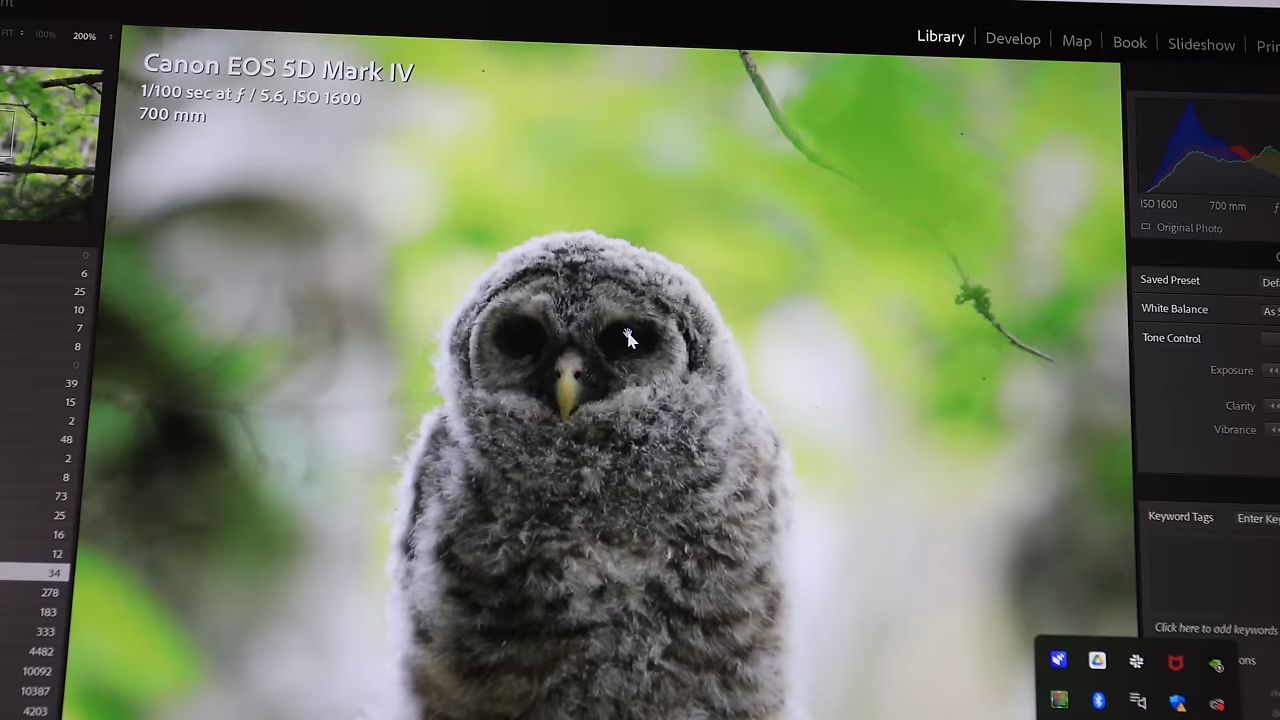 FIT 100% 200%
Library | Develop | Map | Book | Slideshow |
Canon EOS 5D Mark IV
1/100 sec at ƒ / 5.6, ISO 1600
700 mm
ISO 1600 700 mm
Original Photo
Saved Preset
White Balance
Tone Control
Exposure
Clarity
Vibrance
Keyword Tags
Click here to add keywords
0
6
25
10
7
8
0
39
15
2
48
2
8
73
25
16
12
34
278
183
333
4482
10092
10387
4203